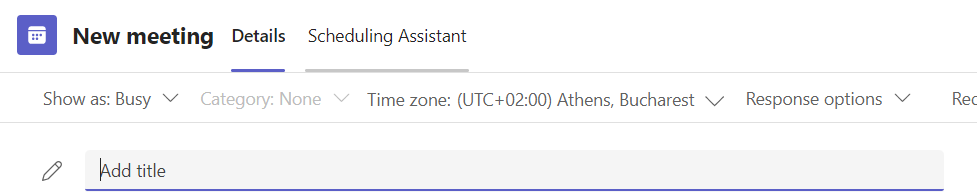 New meeting Details Scheduling Assistant
Show as: Busy Category: None Time zone: (UTC+02:00) Athens, Bucharest Response options Rec
Add title